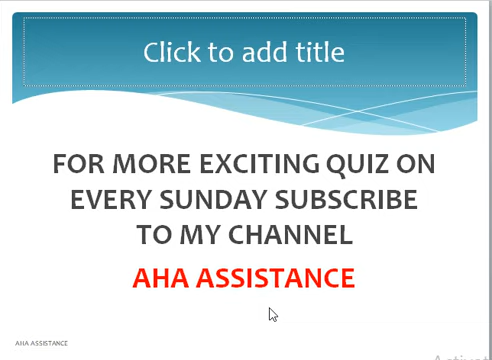 Click to add title
FOR MORE EXCITING QUIZ ON
EVERY SUNDAY SUBSCRIBE
TO MY CHANNEL
AHA ASSISTANCE
AHA ASSISTANCE